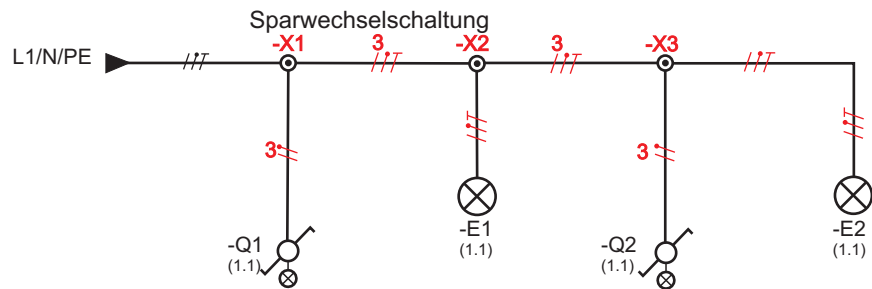 Sparwechselschaltung
L1/N/PE
-X1 3 -X2 3 -X3
3 3
-Q1 -E1 -Q2 -E2
(1.1) (1.1) (1.1) (1.1)